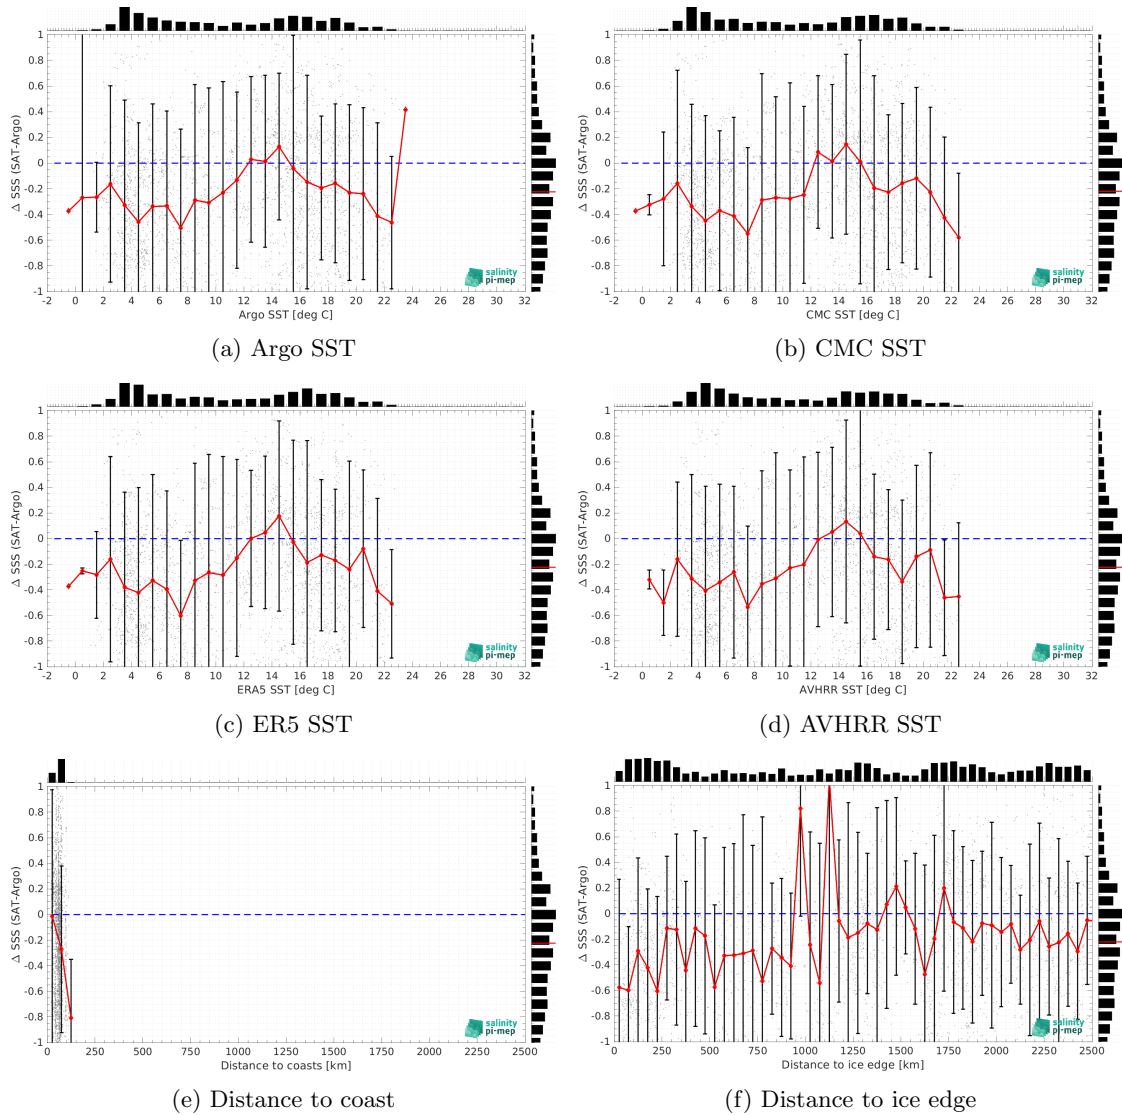 1
0.8
0.6
0.4
0.2
0
-0.2
-0.4
-0.6
-0.8
-1
Δ SSS (SAT-Argo)
-2 0 2 4 6 8 10 12 14 16 18 20 22 24 26 28 30 32
Argo SST [deg C]
salinity
pi-mep
(a) Argo SST
1
0.8
0.6
0.4
0.2
0
-0.2
-0.4
-0.6
-0.8
-1
Δ SSS (SAT-Argo)
-2 0 2 4 6 8 10 12 14 16 18 20 22 24 26 28 30 32
CMC SST [deg C]
salinity
pi-mep
(b) CMC SST
1
0.8
0.6
0.4
0.2
0
-0.2
-0.4
-0.6
-0.8
-1
Δ SSS (SAT-Argo)
-2 0 2 4 6 8 10 12 14 16 18 20 22 24 26 28 30 32
ERA5 SST [deg C]
salinity
pi-mep
(c) ER5 SST
1
0.8
0.6
0.4
0.2
0
-0.2
-0.4
-0.6
-0.8
-1
Δ SSS (SAT-Argo)
-2 0 2 4 6 8 10 12 14 16 18 20 22 24 26 28 30 32
AVHRR SST [deg C]
salinity
pi-mep
(d) AVHRR SST
1
0.8
0.6
0.4
0.2
0
-0.2
-0.4
-0.6
-0.8
-1
Δ SSS (SAT-Argo)
0 250 500 750 1000 1250 1500 1750 2000 2250 2500
Distance to coasts [km]
salinity
pi-mep
(e) Distance to coast
1
0.8
0.6
0.4
0.2
0
-0.2
-0.4
-0.6
-0.8
-1
Δ SSS (SAT-Argo)
0 250 500 750 1000 1250 1500 1750 2000 2250 2500
Distance to ice edge [km]
salinity
pi-mep
(f) Distance to ice edge